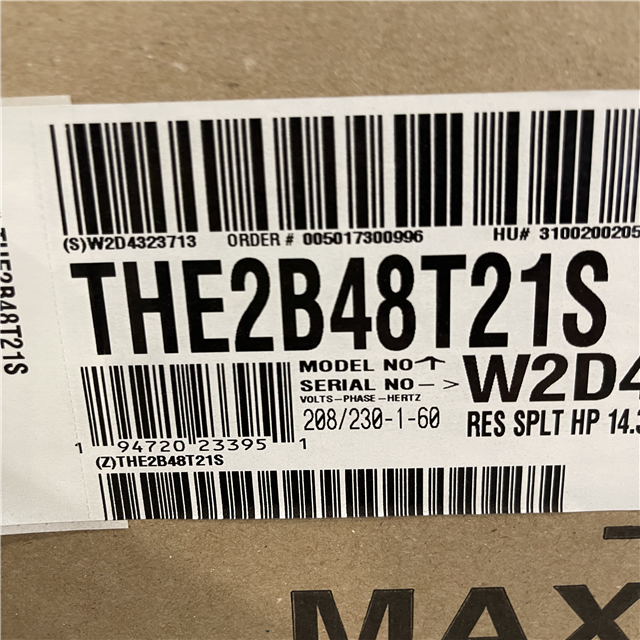 (S)W2D4323713 ORDER # 005017300996 HU# 3100200205
THE2B48T21S
THE2B48T21S
MODEL NO
SERIAL NO -> W2D4
VOLTS-PHASE-HERTZ
208/230-1-60 RES SPLT HP 14.3
1 94720 23395 1
(Z)THE2B48T21S
MAX